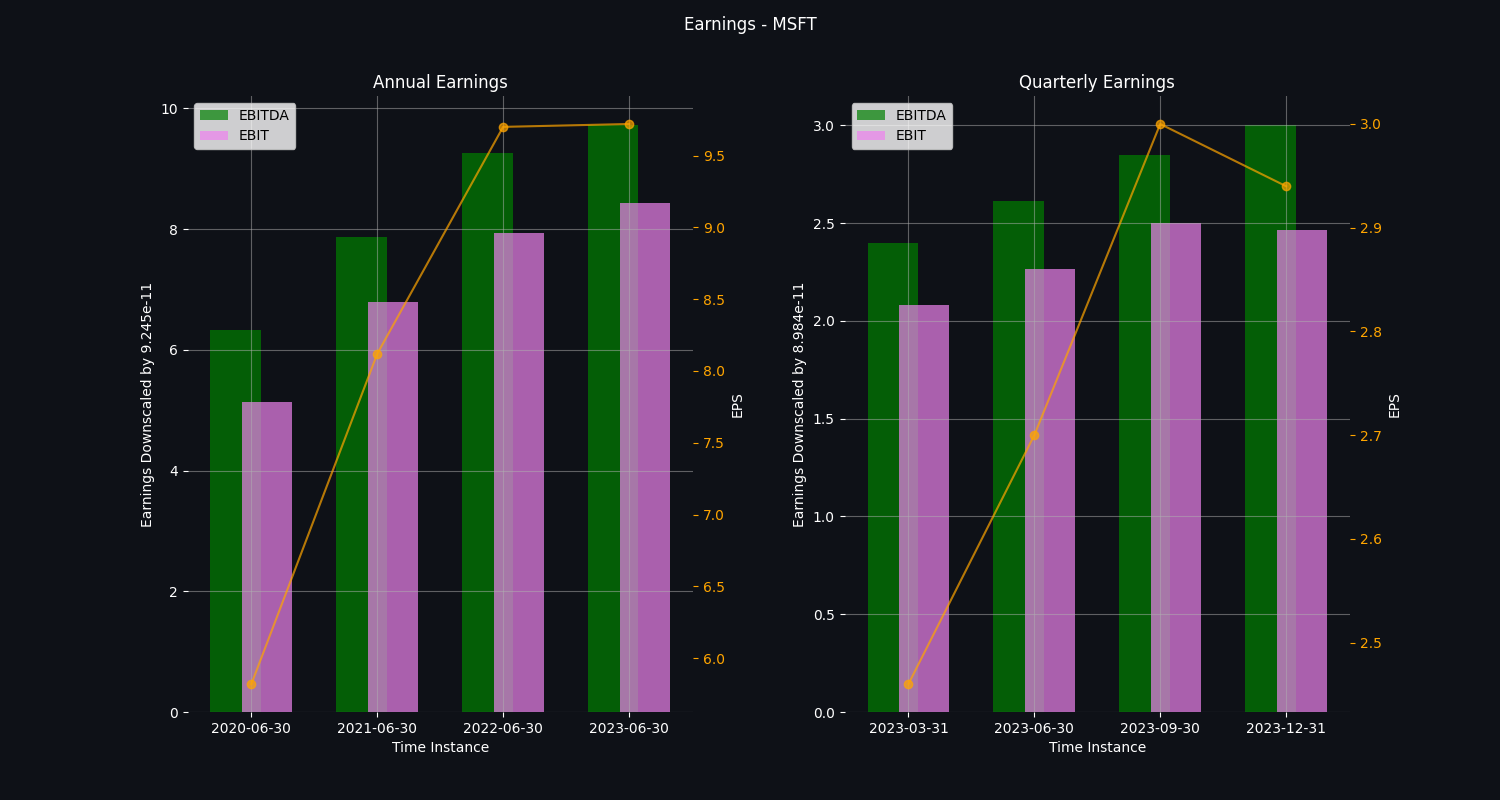 Earnings - MSFT
Annual Earnings
EBITDA
EBIT
10
8
6
4
2
0
Earnings Downscaled by 9.245e-11
9.5
9.0
8.5
8.0
7.5
7.0
6.5
6.0
EPS
2020-06-30 2021-06-30 2022-06-30 2023-06-30
Time Instance
Quarterly Earnings
EBITDA
EBIT
3.0
2.5
2.0
1.5
1.0
0.5
0.0
Earnings Downscaled by 8.984e-11
3.0
2.9
2.8
2.7
2.6
2.5
EPS
2023-03-31 2023-06-30 2023-09-30 2023-12-31
Time Instance